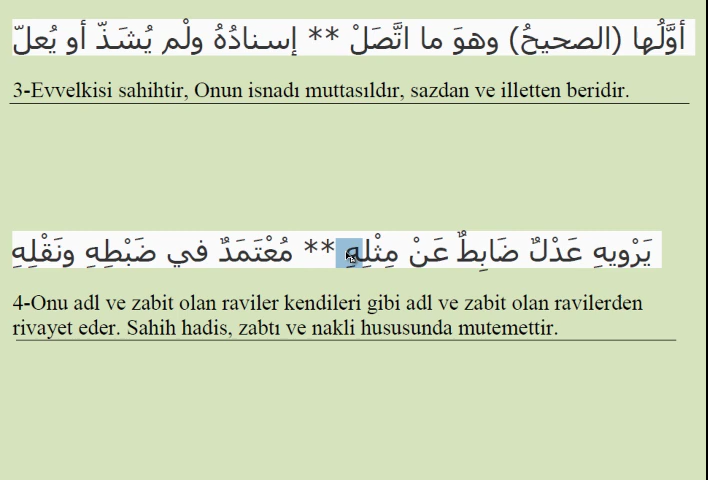 أوَّلُها (الصحيحُ) وهوَ ما اتَّصَلْ ** إسنادُهُ ولْم يُشَذّ أو يُعلّ
3-Evvelkisi sahihtir, Onun isnadı muttasıldır, sazdan ve illetten beridir.
يَرْويهِ عَدْلٌ ضَابِطٌ عَنْ مِثْلِهِ ** مُعْتَمَدٌ في ضَبْطِهِ ونَقْلِهِ
4-Onu adl ve zabit olan raviler kendileri gibi adl ve zabit olan ravilerden
rivayet eder. Sahih hadis, zabtı ve nakli hususunda mutemettir.